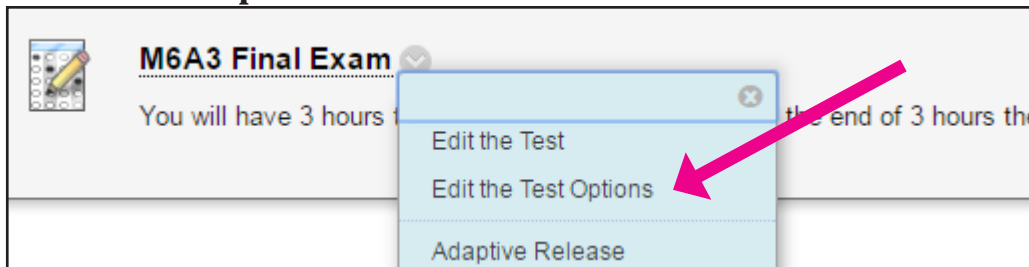 M6A3 Final Exam
You will have 3 hours the end of 3 hours
Edit the Test
Edit the Test Options
Adaptive Release